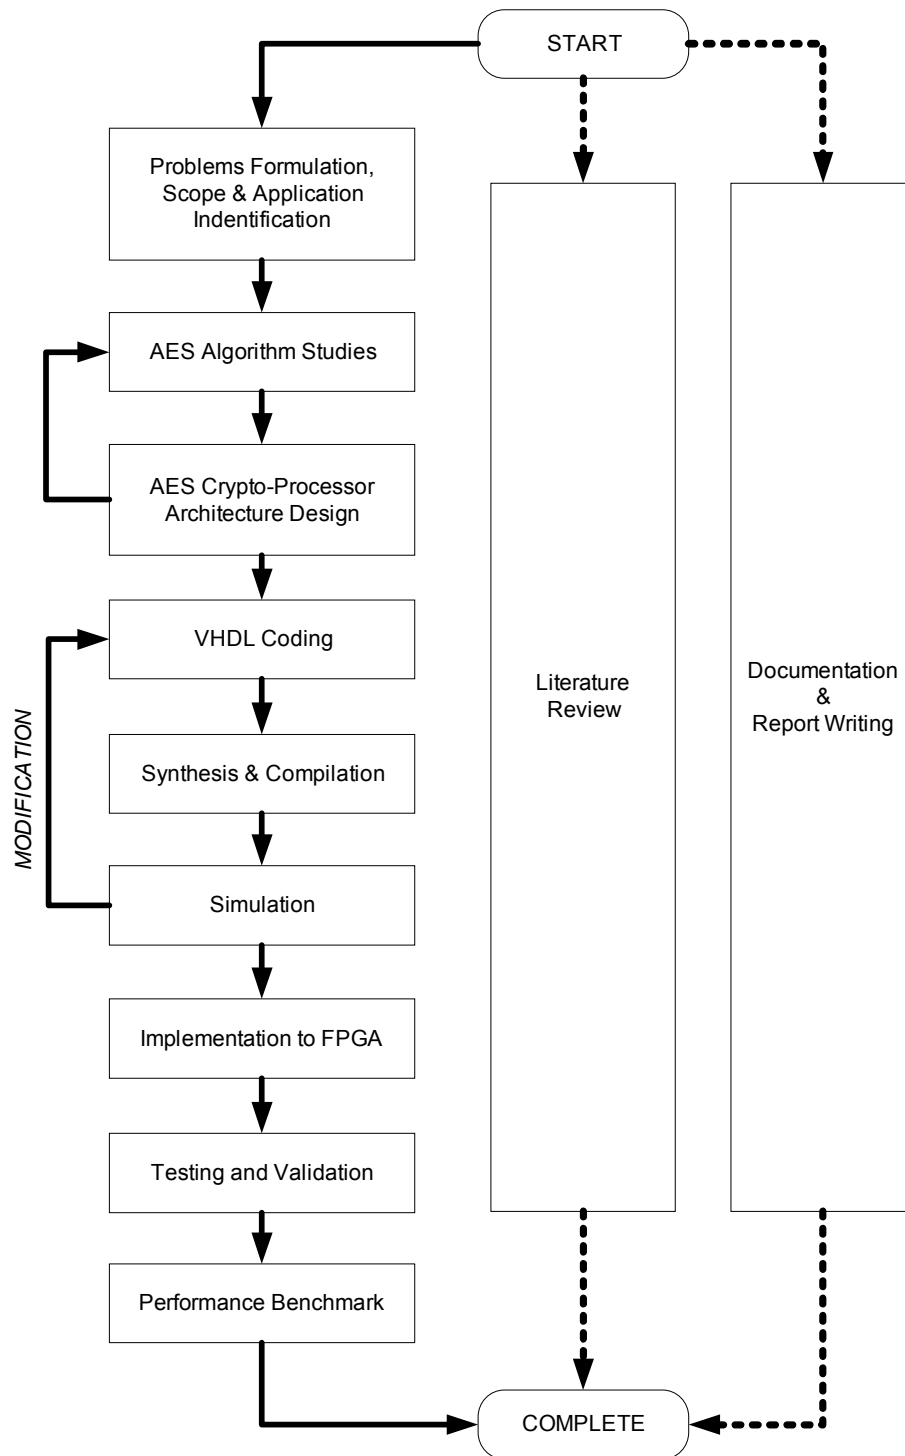 START
Problems Formulation,
Scope & Application
Indentification
AES Algorithm Studies
AES Crypto-Processor
Architecture Design
VHDL Coding
MODIFICATION
Synthesis & Compilation
Simulation
Implementation to FPGA
Testing and Validation
Performance Benchmark
Literature
Review
Documentation
&
Report Writing
COMPLETE